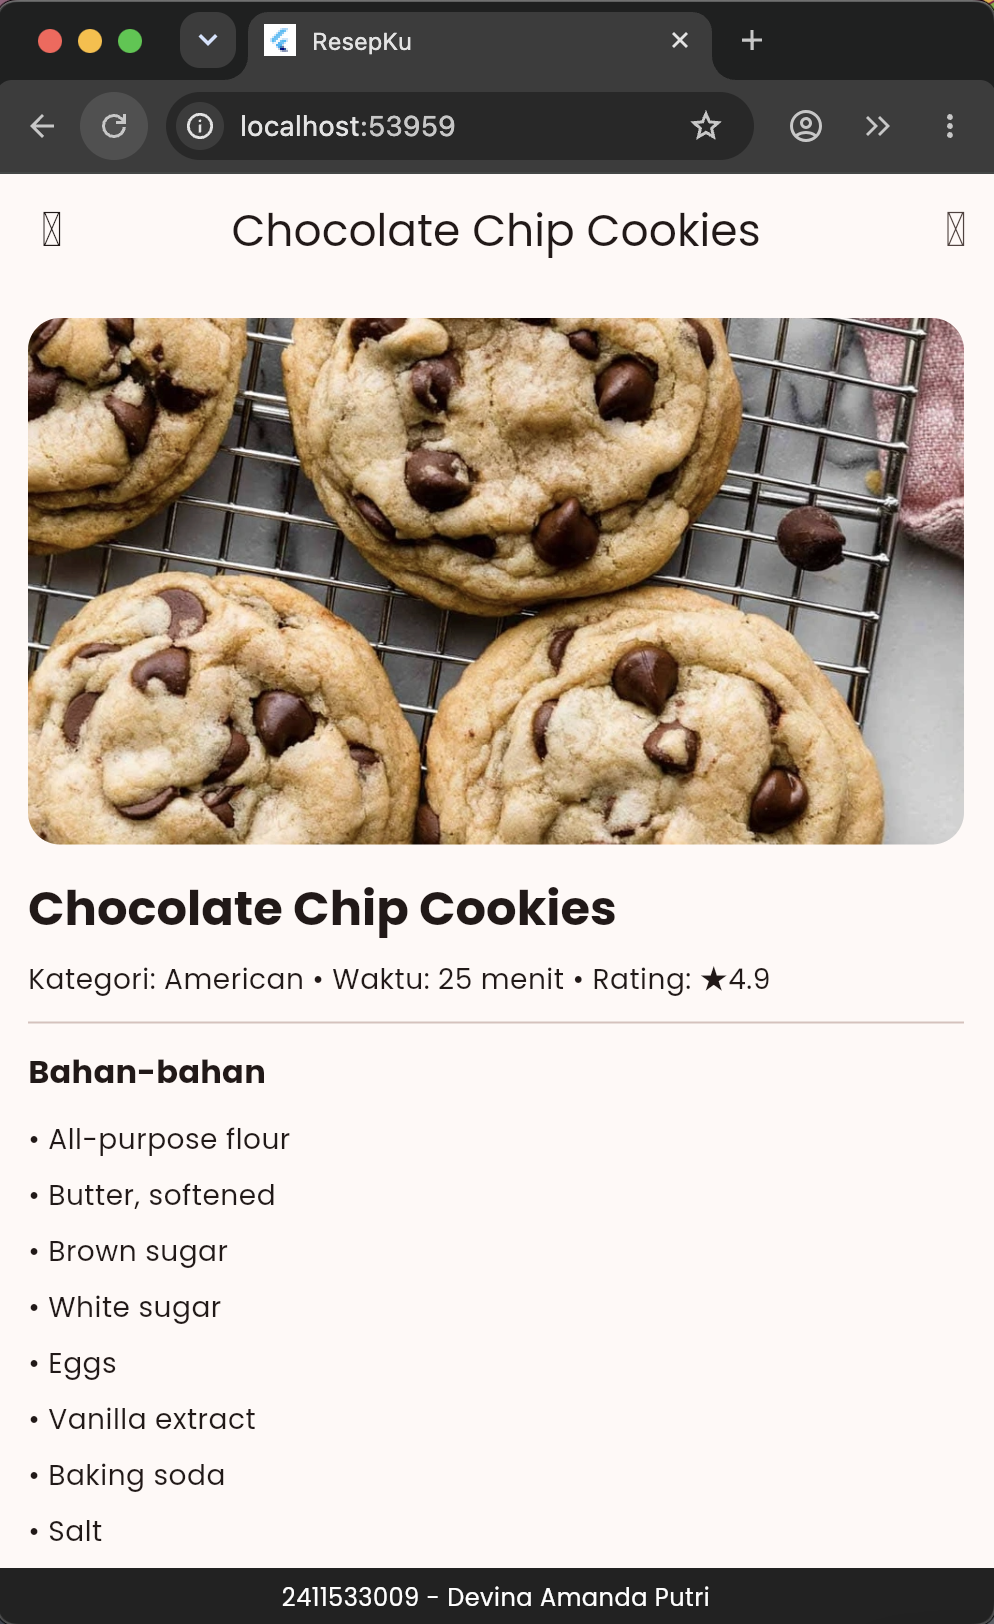 ResepKu
localhost:53959
Chocolate Chip Cookies
Chocolate Chip Cookies
Kategori: American • Waktu: 25 menit • Rating: ★4.9
Bahan-bahan
• All-purpose flour
• Butter, softened
• Brown sugar
• White sugar
• Eggs
• Vanilla extract
• Baking soda
• Salt
2411533009 - Devina Amanda Putri